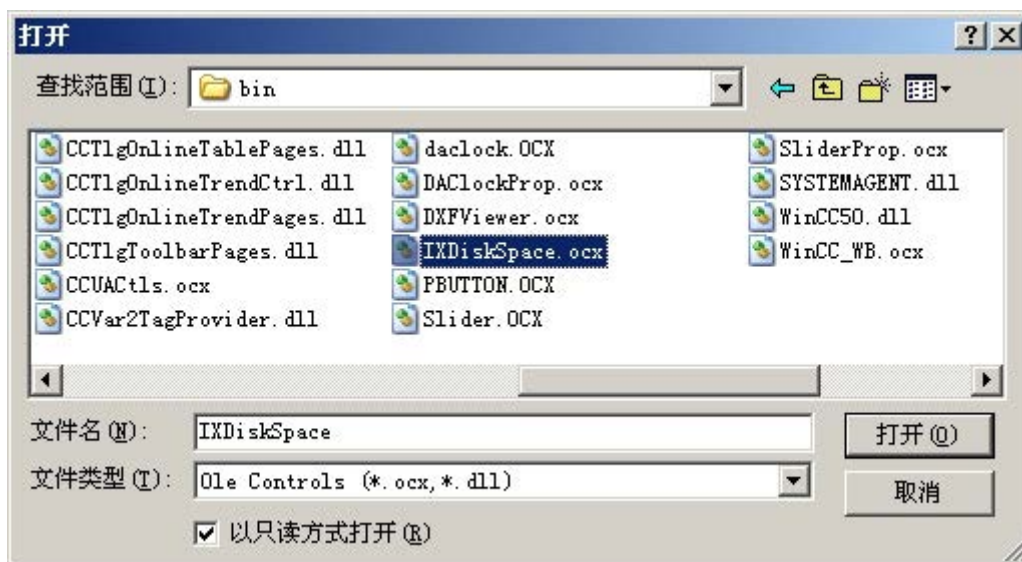 打开
查找范围(I): bin
CCTlgOnlineTablePages.dll
CCTlgOnlineTrendCtrl.dll
CCTlgOnlineTrendPages.dll
CCTlgToolbarPages.dll
CCUACtls.ocx
CCVar2TagProvider.dll
daclock.OCX
DAClockProp.ocx
DXFViewer.ocx
IXDiskSpace.ocx
PBUTTON.OCX
Slider.OCX
SliderProp.ocx
SYSTEMAGENT.dll
WinCC50.dll
WinCC_WB.ocx
文件名(N): IXDiskSpace
打开(O)
文件类型(T): Ole Controls (*.ocx,*.dll)
取消
以只读方式打开(R)